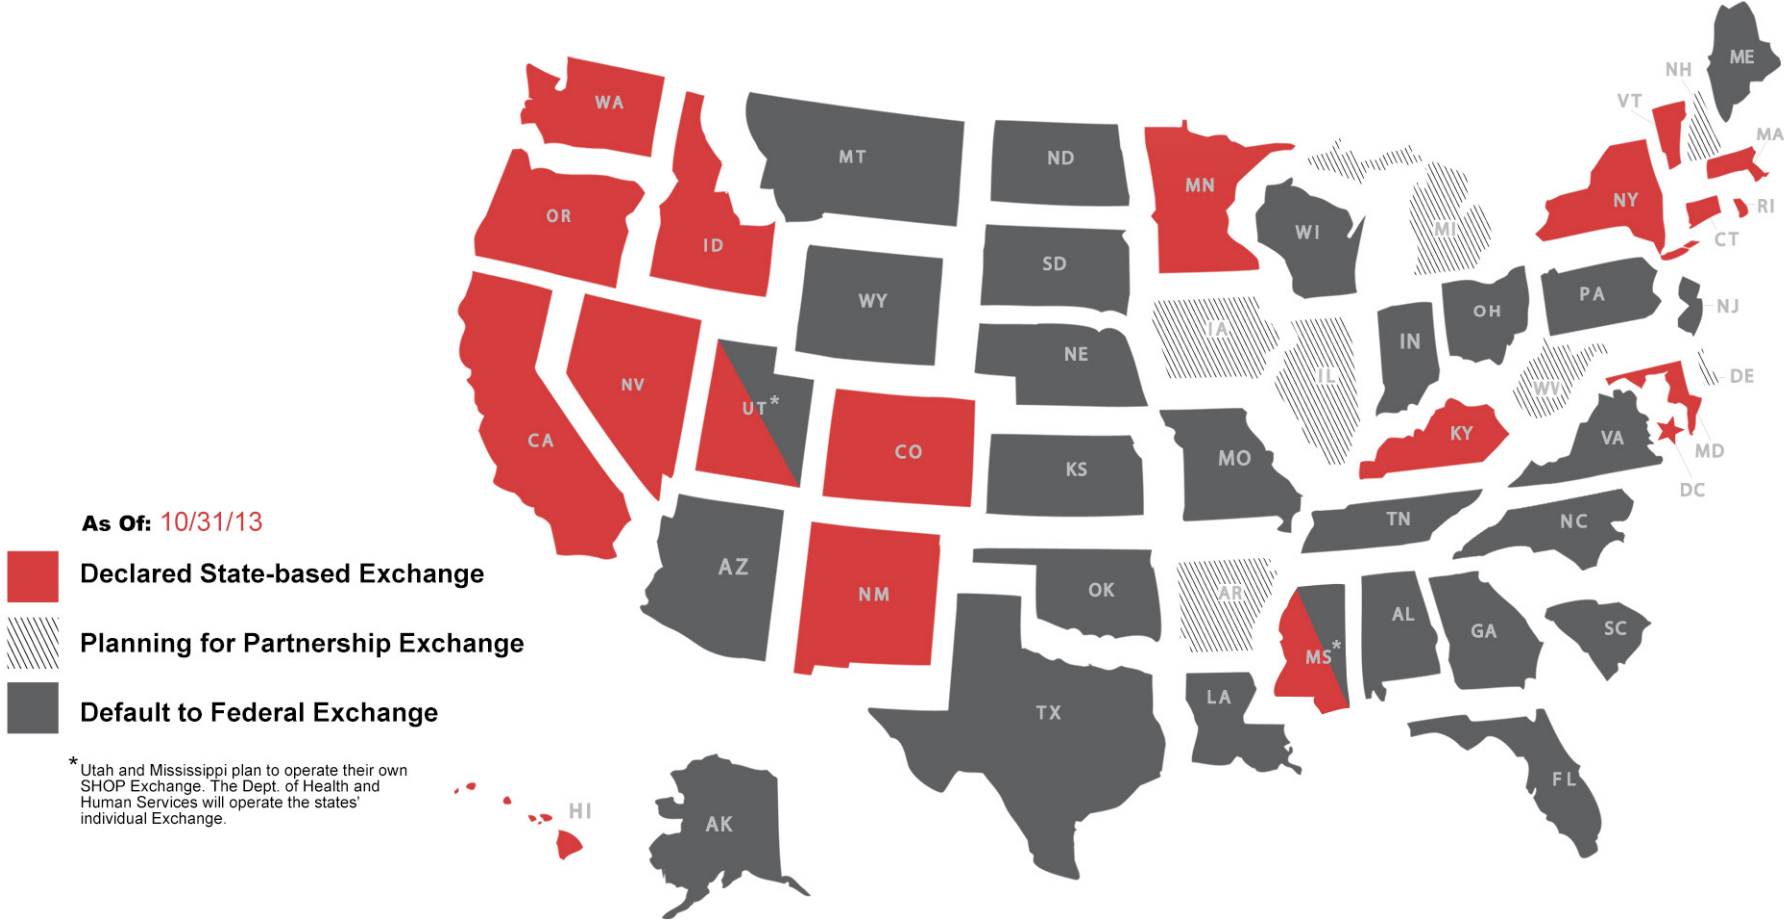 ME
NH
VT
WA
MA
MT
ND
MN
NY
RI
OR
WI
MI
CT
ID
SD
PA
WY
NJ
OH
IA
IN
NE
IL
DE
NV
WV
UT*
KY
VA
CA
CO
MD
MO
KS
DC
As Of: 10/31/13
TN
NC
AZ
Declared State-based Exchange
OK
NM
AR
AL
SC
GA
Planning for Partnership Exchange
MS*
LA
Default to Federal Exchange
TX
* Utah and Mississippi plan to operate their own
SHOP Exchange. The Dept. of Health and
Human Services will operate the states'
individual Exchange.
FL
HI
AK